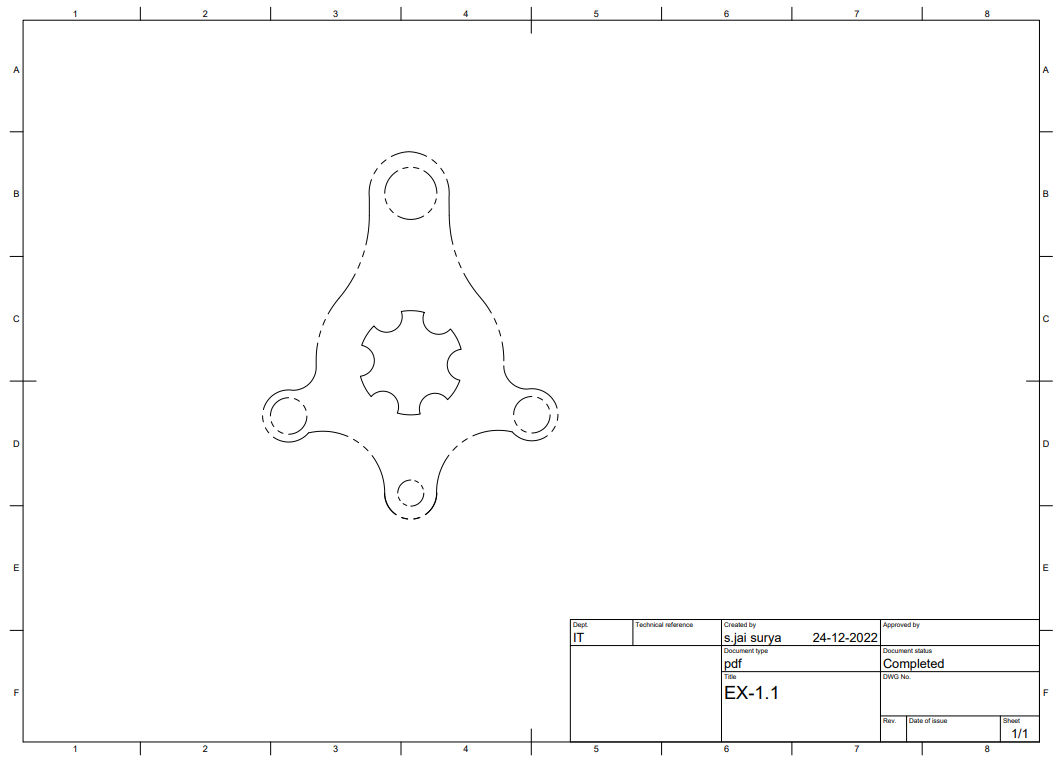 1 2 3 4 5 6 7 8
A A
B B
C C
D D
E E
Dept. Technical reference Created by Approved by
IT s.jai surya 24-12-2022
Document type Document status
pdf Completed
Title DWG No.
EX-1.1
F F
Rev. Date of issue Sheet
1/1
1 2 3 4 5 6 7 8